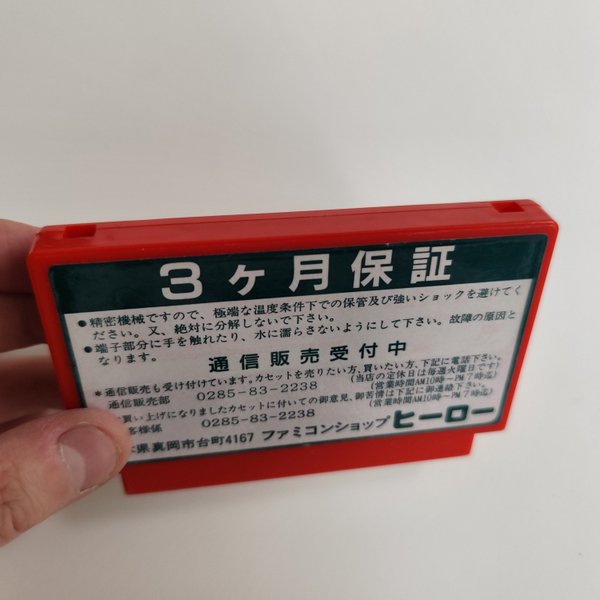 3ヶ月保証
●精密機械ですので、極端な温度条件下での保管及び強いショックを避けてく
ださい。又、絶対に分解しないで下さい。
●端子部分に手を触れたり、水に濡らさないようにして下さい。故障の原因と
なります。
通信販売受付中
*通信販売も受け付けています。カセットを売りたい方、買いたい方、下記に電話下さい。
通信販売部 0285-83-2238 (当店の定休日は毎週火曜日です)
(営業時間AM10時〜PM7時迄)
買い上げになりましたカセットに付いての御意見、御苦情は下記に御連絡下さい。
客様係 0285-83-2238 (営業時間AM10時〜PM7時迄)
県真岡市台町4167 ファミコンショップ ヒーロー